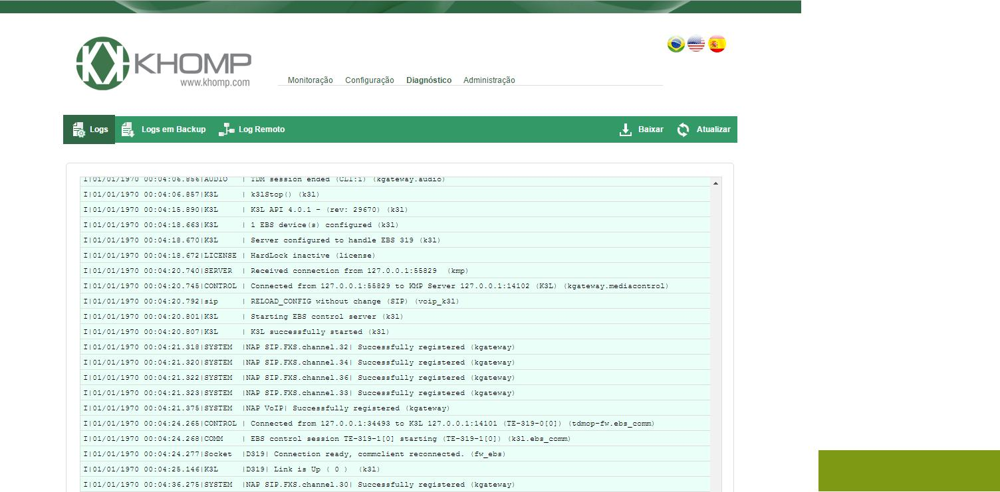 KHOMP
www.khomp.com
Monitoração Configuração Diagnóstico Administração
Logs Logs em Backup Log Remoto Baixar Atualizar
I|01/01/1970 00:04:06.856|AUDIO | TDM session ended (CLI:1) (kgateway.audio)
I|01/01/1970 00:04:06.857|K3L | k3lStop() (k3l)
I|01/01/1970 00:04:15.890|K3L | K3L API 4.0.1 - (rev: 29670) (k3l)
I|01/01/1970 00:04:18.663|K3L | 1 EBS device(s) configured (k3l)
I|01/01/1970 00:04:18.670|K3L | Server configured to handle EBS 319 (k3l)
I|01/01/1970 00:04:18.672|LICENSE | HardLock inactive (license)
I|01/01/1970 00:04:20.740|SERVER | Received connection from 127.0.0.1:55829 (kmp)
I|01/01/1970 00:04:20.745|CONTROL | Connected from 127.0.0.1:55829 to KMP Server 127.0.0.1:14102 (K3L) (kgateway.mediacontrol)
I|01/01/1970 00:04:20.792|sip | RELOAD_CONFIG without change (SIP) (voip_k3l)
I|01/01/1970 00:04:20.801|K3L | Starting EBS control server (k3l)
I|01/01/1970 00:04:20.807|K3L | K3L successfully started (k3l)
I|01/01/1970 00:04:21.318|SYSTEM |NAP SIP.FXS.channel.32| Successfully registered (kgateway)
I|01/01/1970 00:04:21.320|SYSTEM |NAP SIP.FXS.channel.34| Successfully registered (kgateway)
I|01/01/1970 00:04:21.322|SYSTEM |NAP SIP.FXS.channel.36| Successfully registered (kgateway)
I|01/01/1970 00:04:21.323|SYSTEM |NAP SIP.FXS.channel.33| Successfully registered (kgateway)
I|01/01/1970 00:04:21.375|SYSTEM |NAP VoIP| Successfully registered (kgateway)
I|01/01/1970 00:04:24.265|CONTROL | Connected from 127.0.0.1:34493 to K3L 127.0.0.1:14101 (TE-319-0[0]) (tdmop-fw.ebs_comm)
I|01/01/1970 00:04:24.268|COMM | EBS control session TE-319-1[0] starting (TE-319-1[0]) (k3l.ebs_comm)
I|01/01/1970 00:04:24.277|Socket |D319| Connection ready, commclient reconnected. (fw_ebs)
I|01/01/1970 00:04:25.146|K3L |D319| Link is Up ( 0 ) (k3l)
I|01/01/1970 00:04:36.275|SYSTEM |NAP SIP.FXS.channel.30| Successfully registered (kgateway)